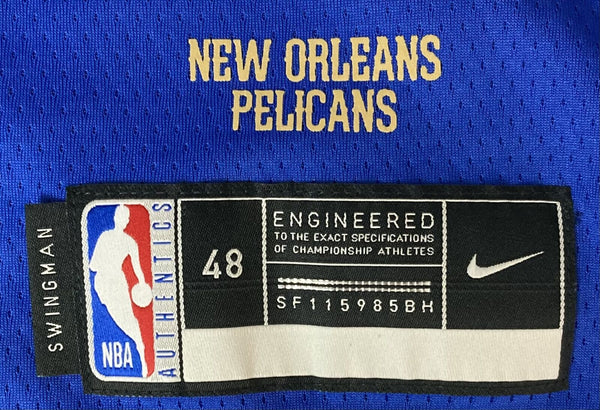 NEW ORLEANS
PELICANS
SWINGMAN
NBA
AUTHENTICS
48
ENGINEERED
TO THE EXACT SPECIFICATIONS
OF CHAMPIONSHIP ATHLETES
SF115985BH